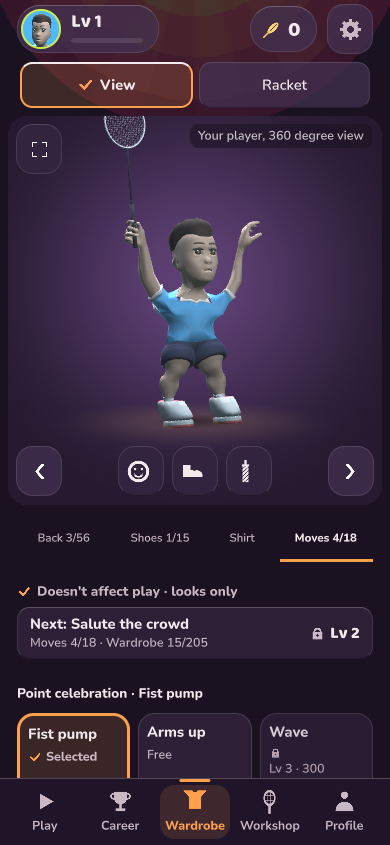 Lv 1
0
View
Racket
Your player, 360 degree view
Back 3/56
Shoes 1/15
Shirt
Moves 4/18
Doesn't affect play · looks only
Next: Salute the crowd
Moves 4/18 · Wardrobe 15/205
Lv 2
Point celebration · Fist pump
Fist pump
Selected
Arms up
Free
Wave
Lv 3 · 300
Play
Career
Wardrobe
Workshop
Profile